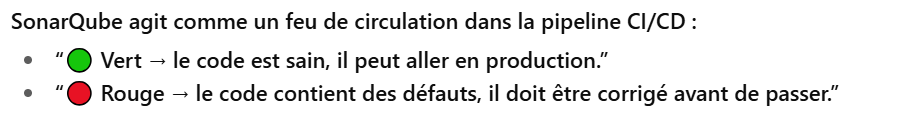 SonarQube agit comme un feu de circulation dans la pipeline CI/CD :
• “🟢 Vert → le code est sain, il peut aller en production.”
• “🔴 Rouge → le code contient des défauts, il doit être corrigé avant de passer.”